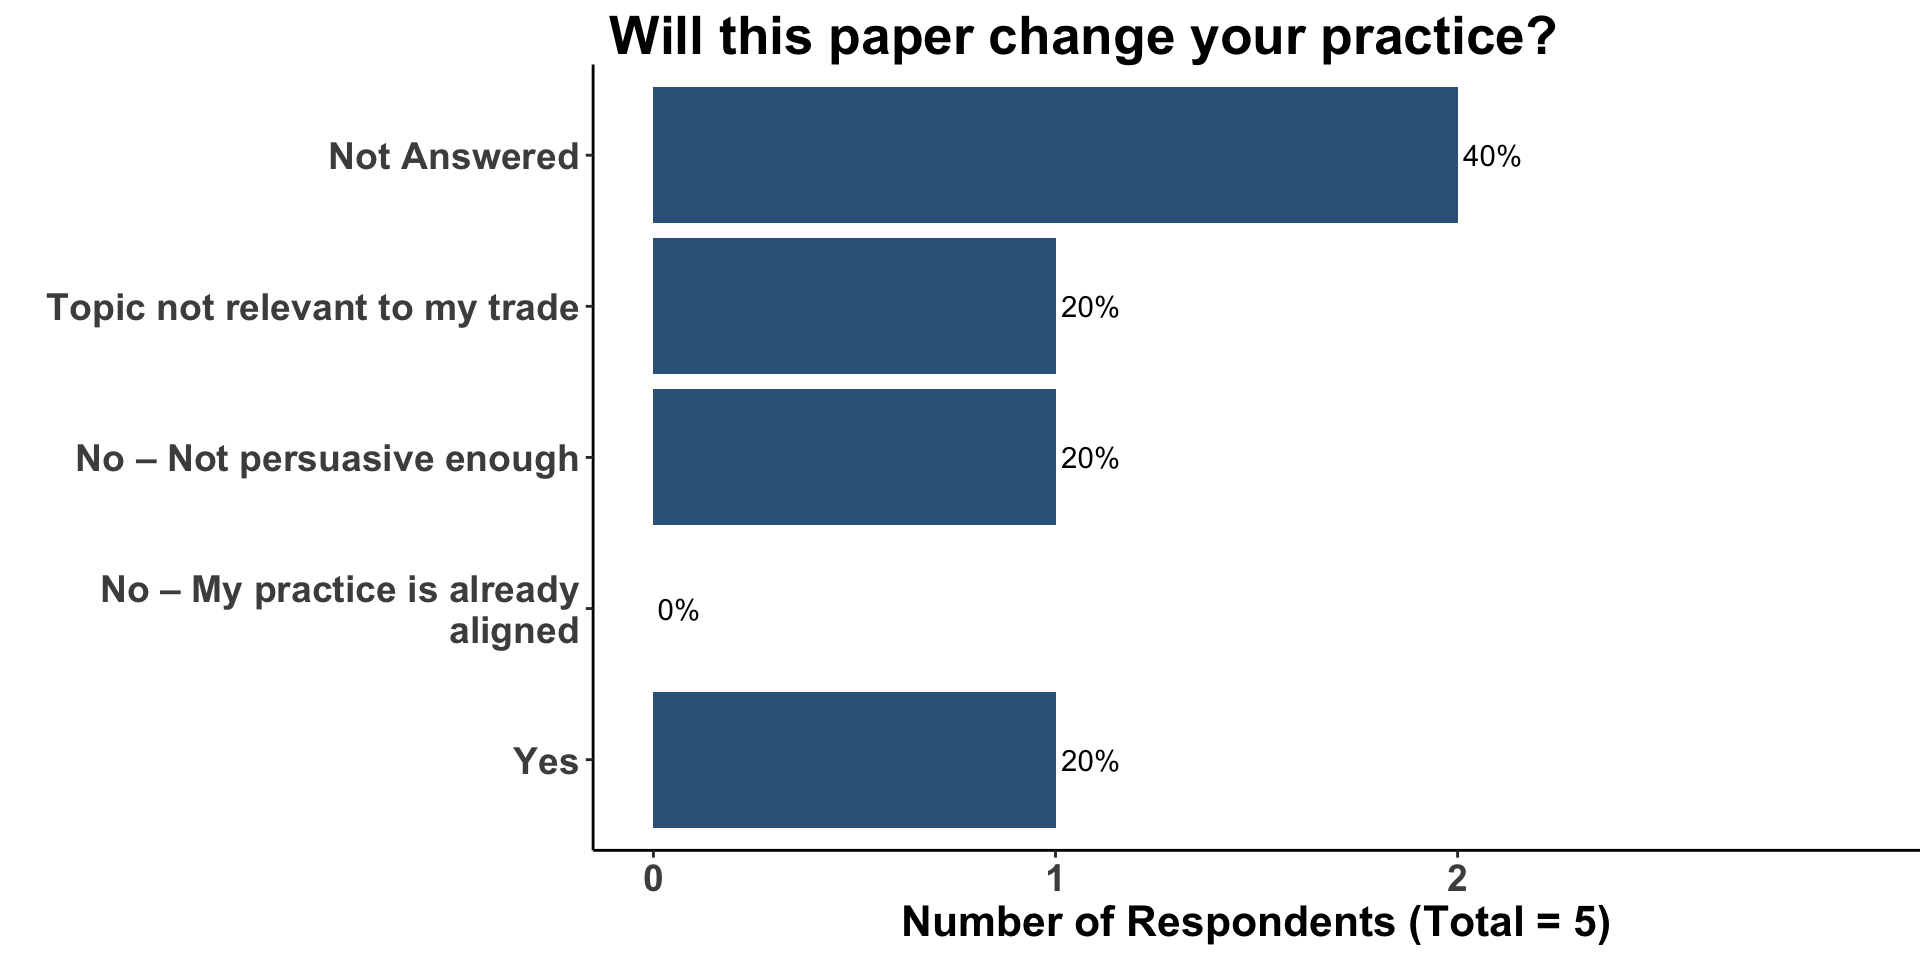 Will this paper change your practice?
Not Answered
40%
Topic not relevant to my trade
20%
No – Not persuasive enough
20%
No – My practice is already
aligned
0%
Yes
20%
0 1 2
Number of Respondents (Total = 5)